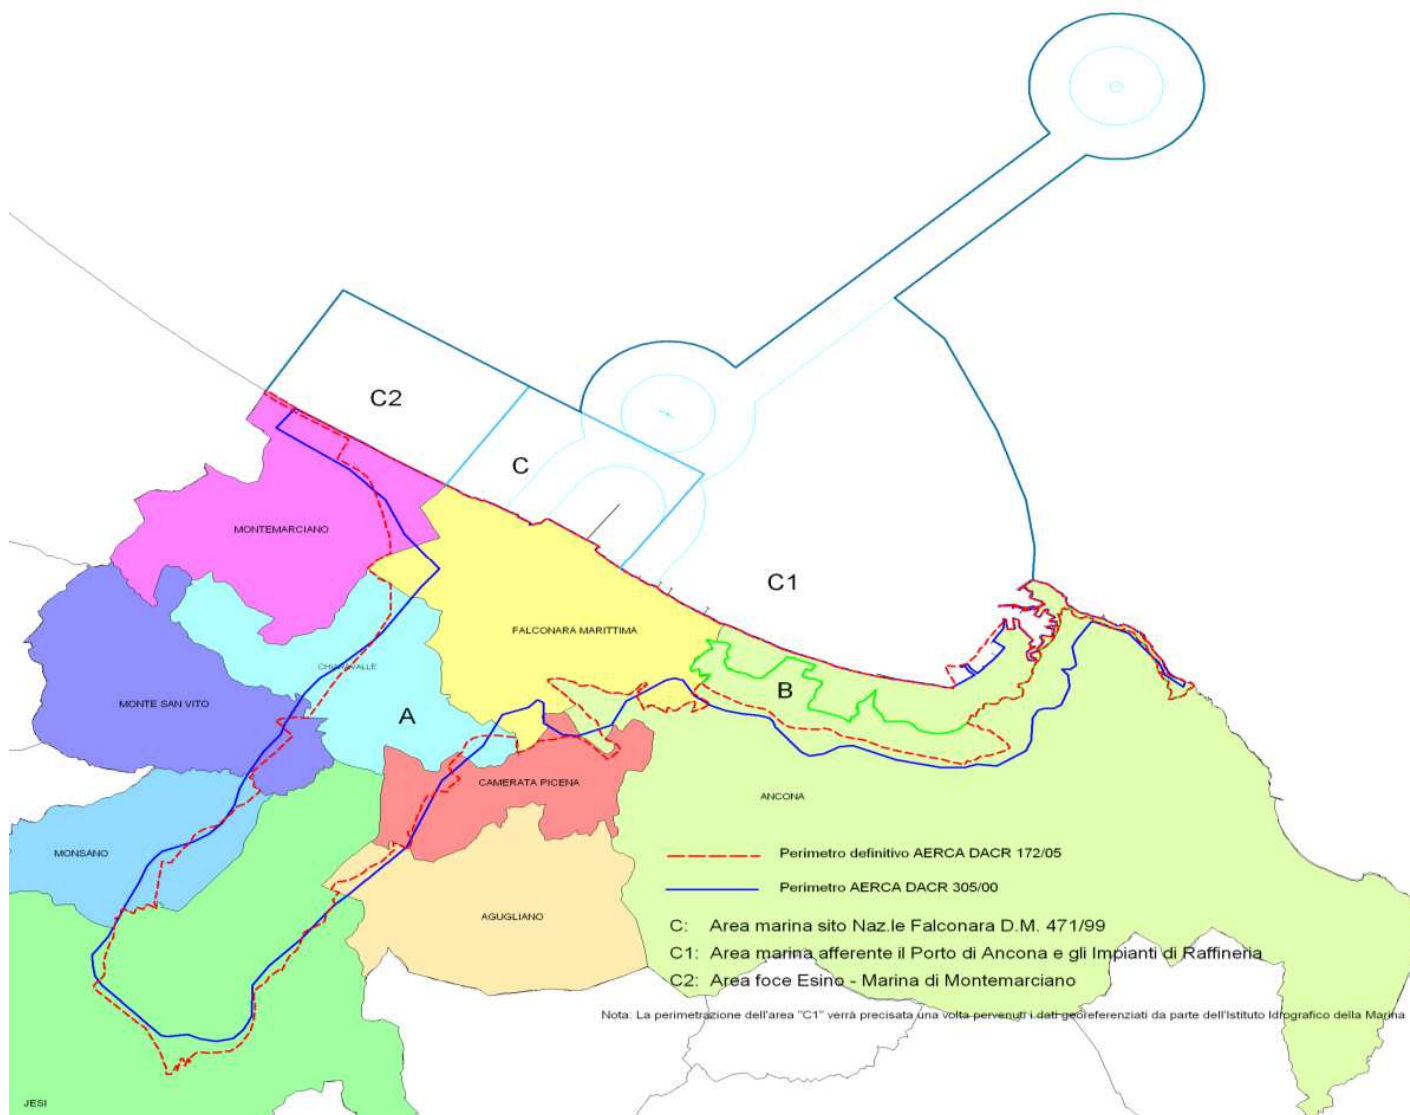 C2
C
MONTEMARCIANO
C1
FALCONARA MARITTIMA
CHIARAVALLE
B
MONTE SAN VITO
A
CAMERATA PICENA
ANCONA
MONSANO
Perimetro definitivo AERCA DACR 172/05
Perimetro AERCA DACR 305/00
AGUGLIANO
C: Area marina sito Naz.le Falconara D.M. 471/99
C1: Area marina afferente il Porto di Ancona e gli Impianti di Raffineria
C2: Area foce Esino - Marina di Montemarciano
Nota: La perimetrazione dell'area "C1" verrà precisata una volta pervenuti i dati georeferenziati da parte dell'Istituto Idrografico della Marina
JESI